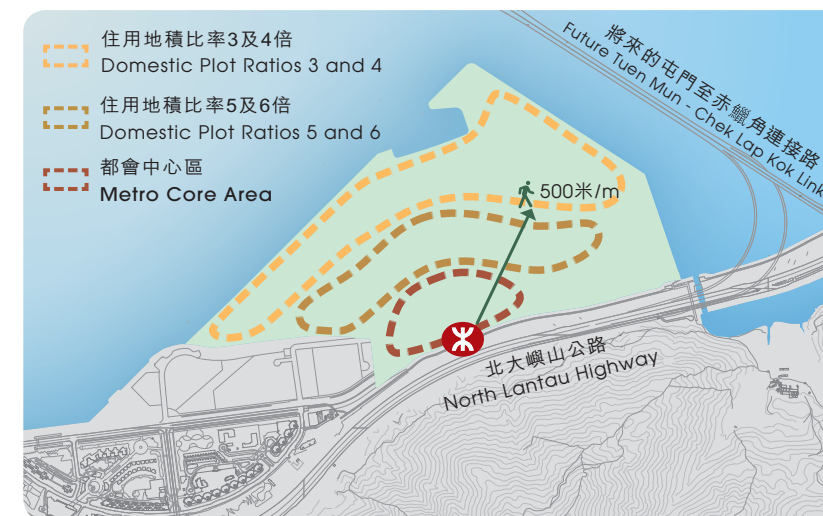 住用地積比率3及4倍
Domestic Plot Ratios 3 and 4
住用地積比率5及6倍
Domestic Plot Ratios 5 and 6
都會中心區
Metro Core Area
將來的屯門至赤鱲角連接路
Future Tuen Mun - Chek Lap Kok Link
500米/m
北大嶼山公路
North Lantau Highway